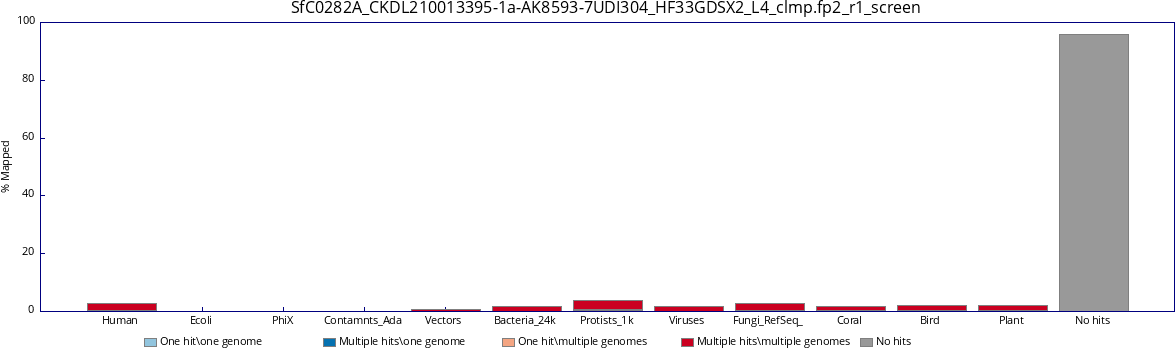 SfC0282A_CKDL210013395-1a-AK8593-7UDI304_HF33GDSX2_L4_clmp.fp2_r1_screen
100
80
60
40
20
0
% Mapped
Human Ecoli PhiX Contamnts_Ada Vectors Bacteria_24k Protists_1k Viruses Fungi_RefSeq_ Coral Bird Plant No hits
One hit\one genome Multiple hits\one genome One hit\multiple genomes Multiple hits\multiple genomes No hits